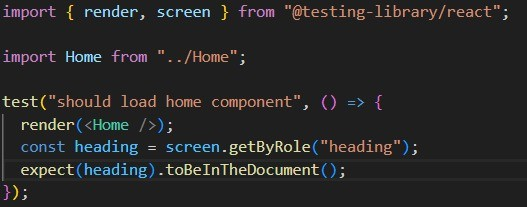 import { render, screen } from "@testing-library/react";
import Home from "../Home";
test("should load home component", () => {
render(<Home />);
const heading = screen.getByRole("heading");
expect(heading).toBeInTheDocument();
});